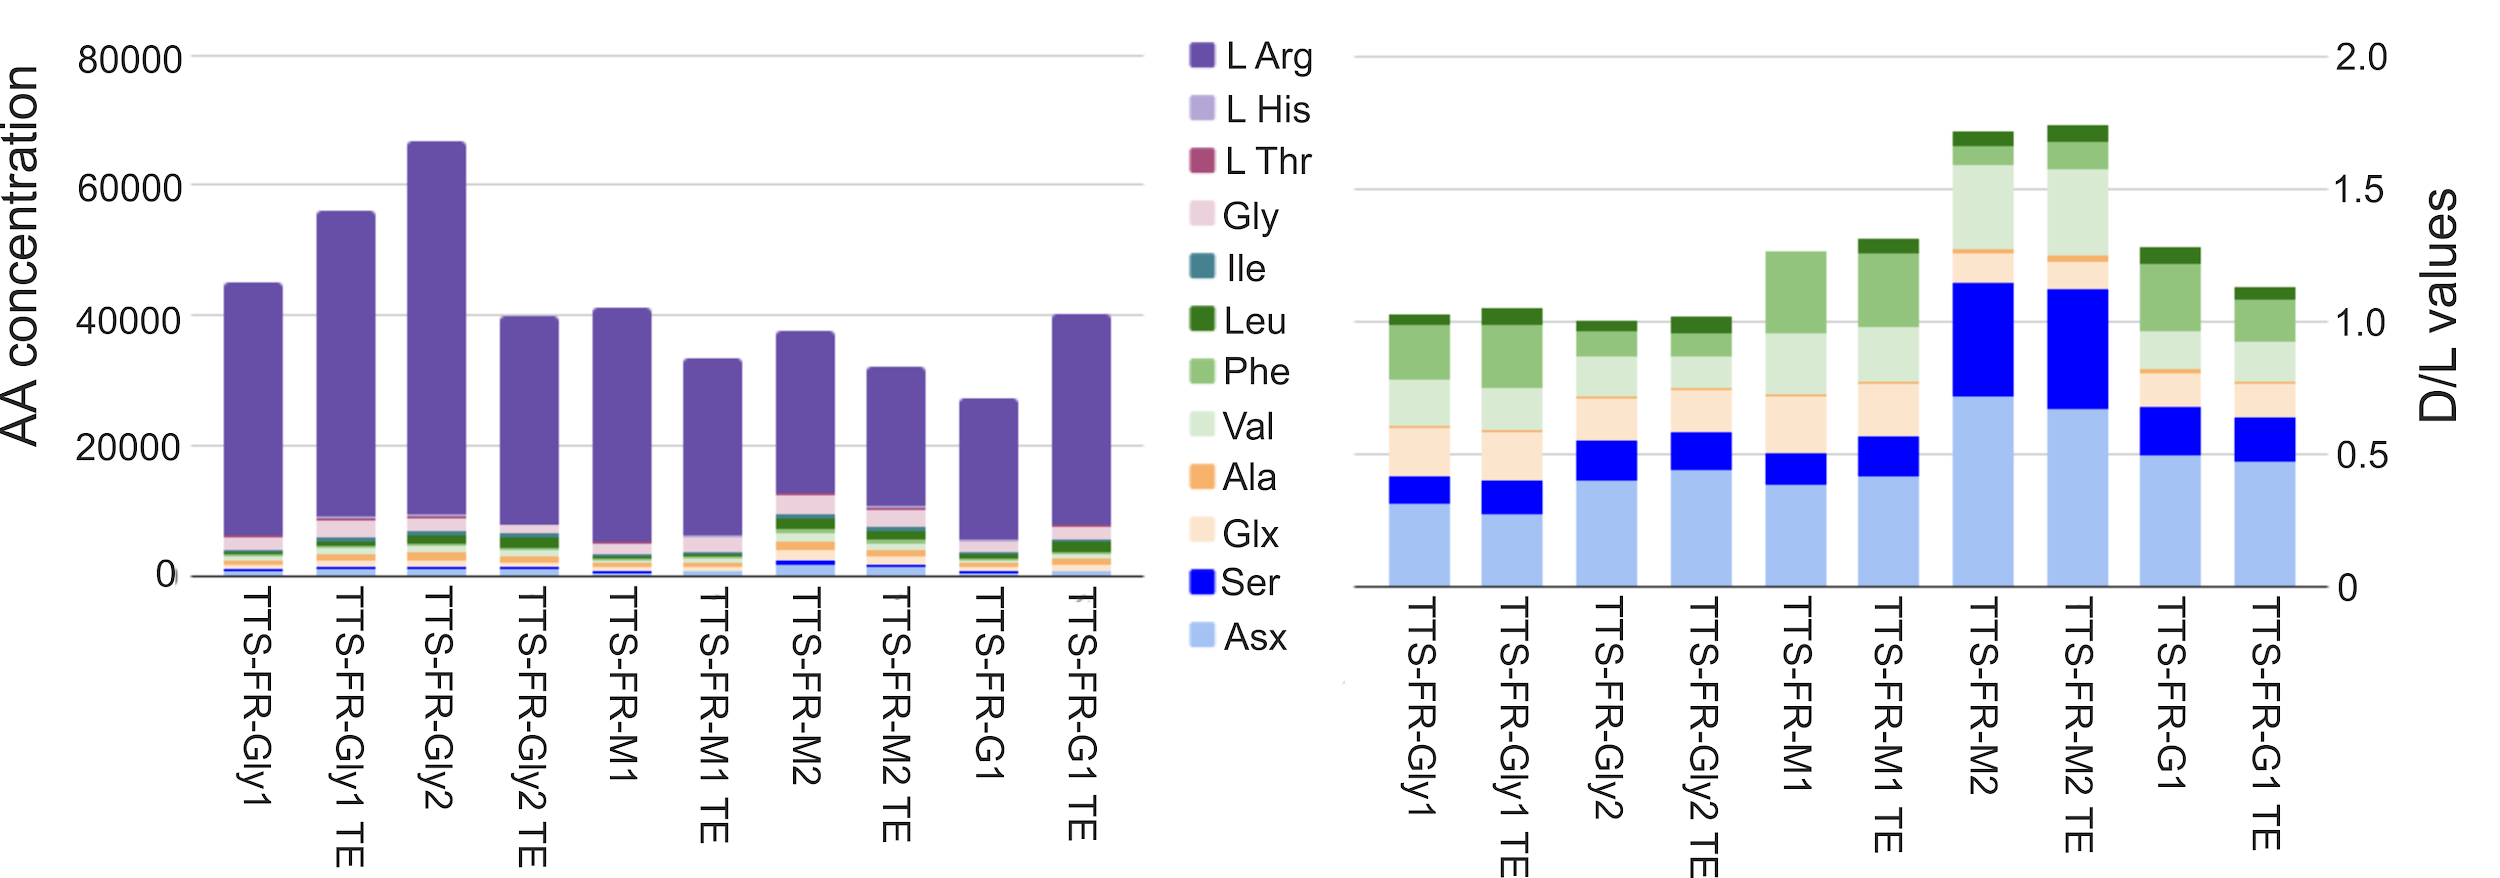 AA concentration
80000
60000
40000
20000
0
TTS-FR-Gly1
TTS-FR-Gly1 TE
TTS-FR-Gly2
TTS-FR-Gly2 TE
TTS-FR-M1
TTS-FR-M1 TE
TTS-FR-M2
TTS-FR-M2 TE
TTS-FR-G1
TTS-FR-G1 TE
L Arg
L His
L Thr
Gly
Ile
Leu
Phe
Val
Ala
Glx
Ser
Asx
2.0
1.5
1.0
0.5
0
D/L values
TTS-FR-Gly1
TTS-FR-Gly1 TE
TTS-FR-Gly2
TTS-FR-Gly2 TE
TTS-FR-M1
TTS-FR-M1 TE
TTS-FR-M2
TTS-FR-M2 TE
TTS-FR-G1
TTS-FR-G1 TE